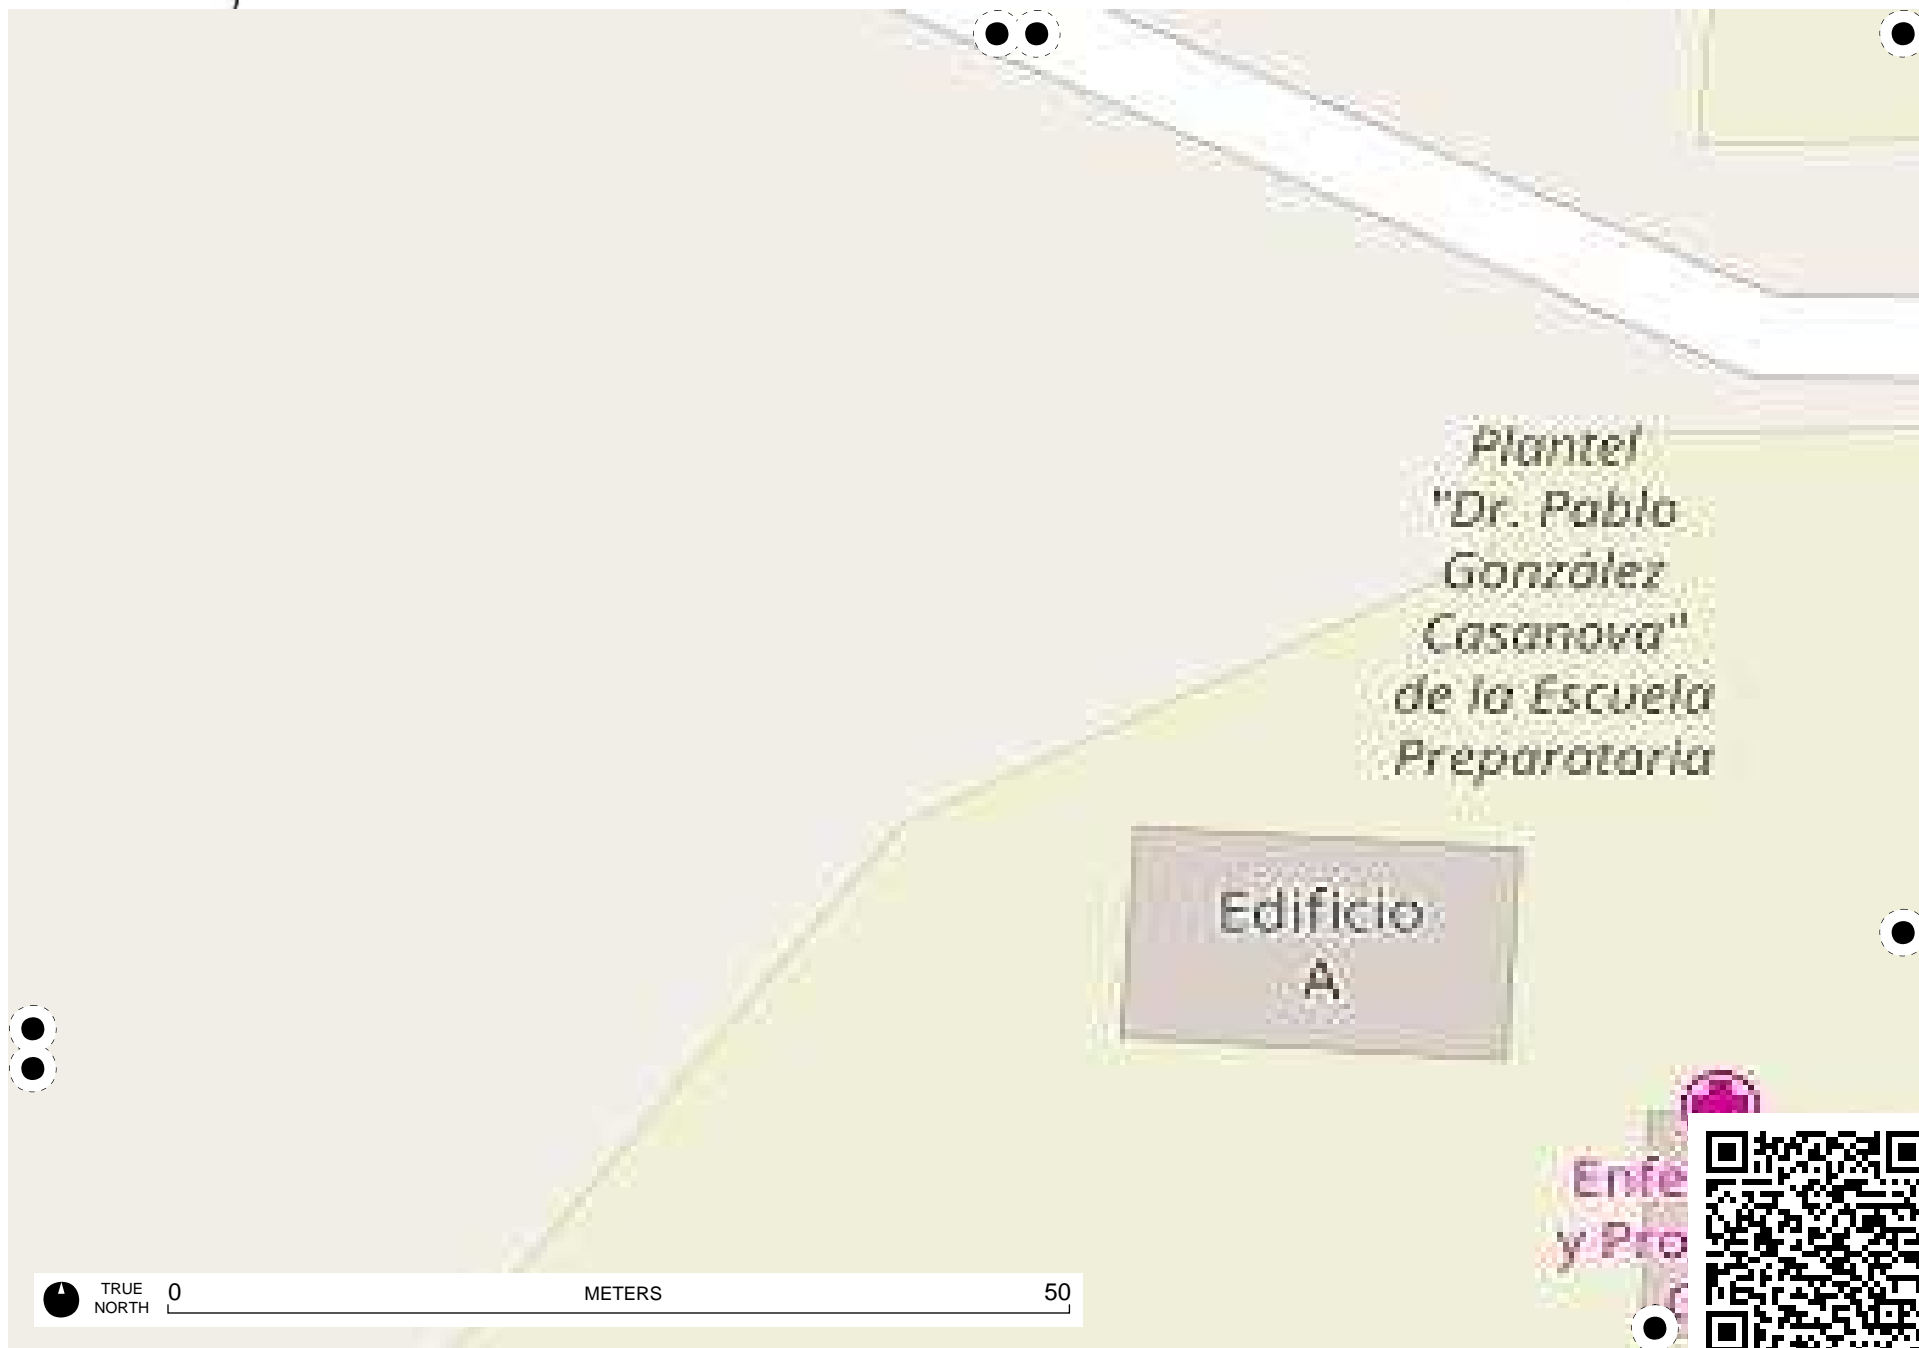 Plantel
"Dr. Pablo
González
Casanova"
de la Escuela
Preparatoria
Edificio
A
y
TRUE
NORTH
0
METERS
50